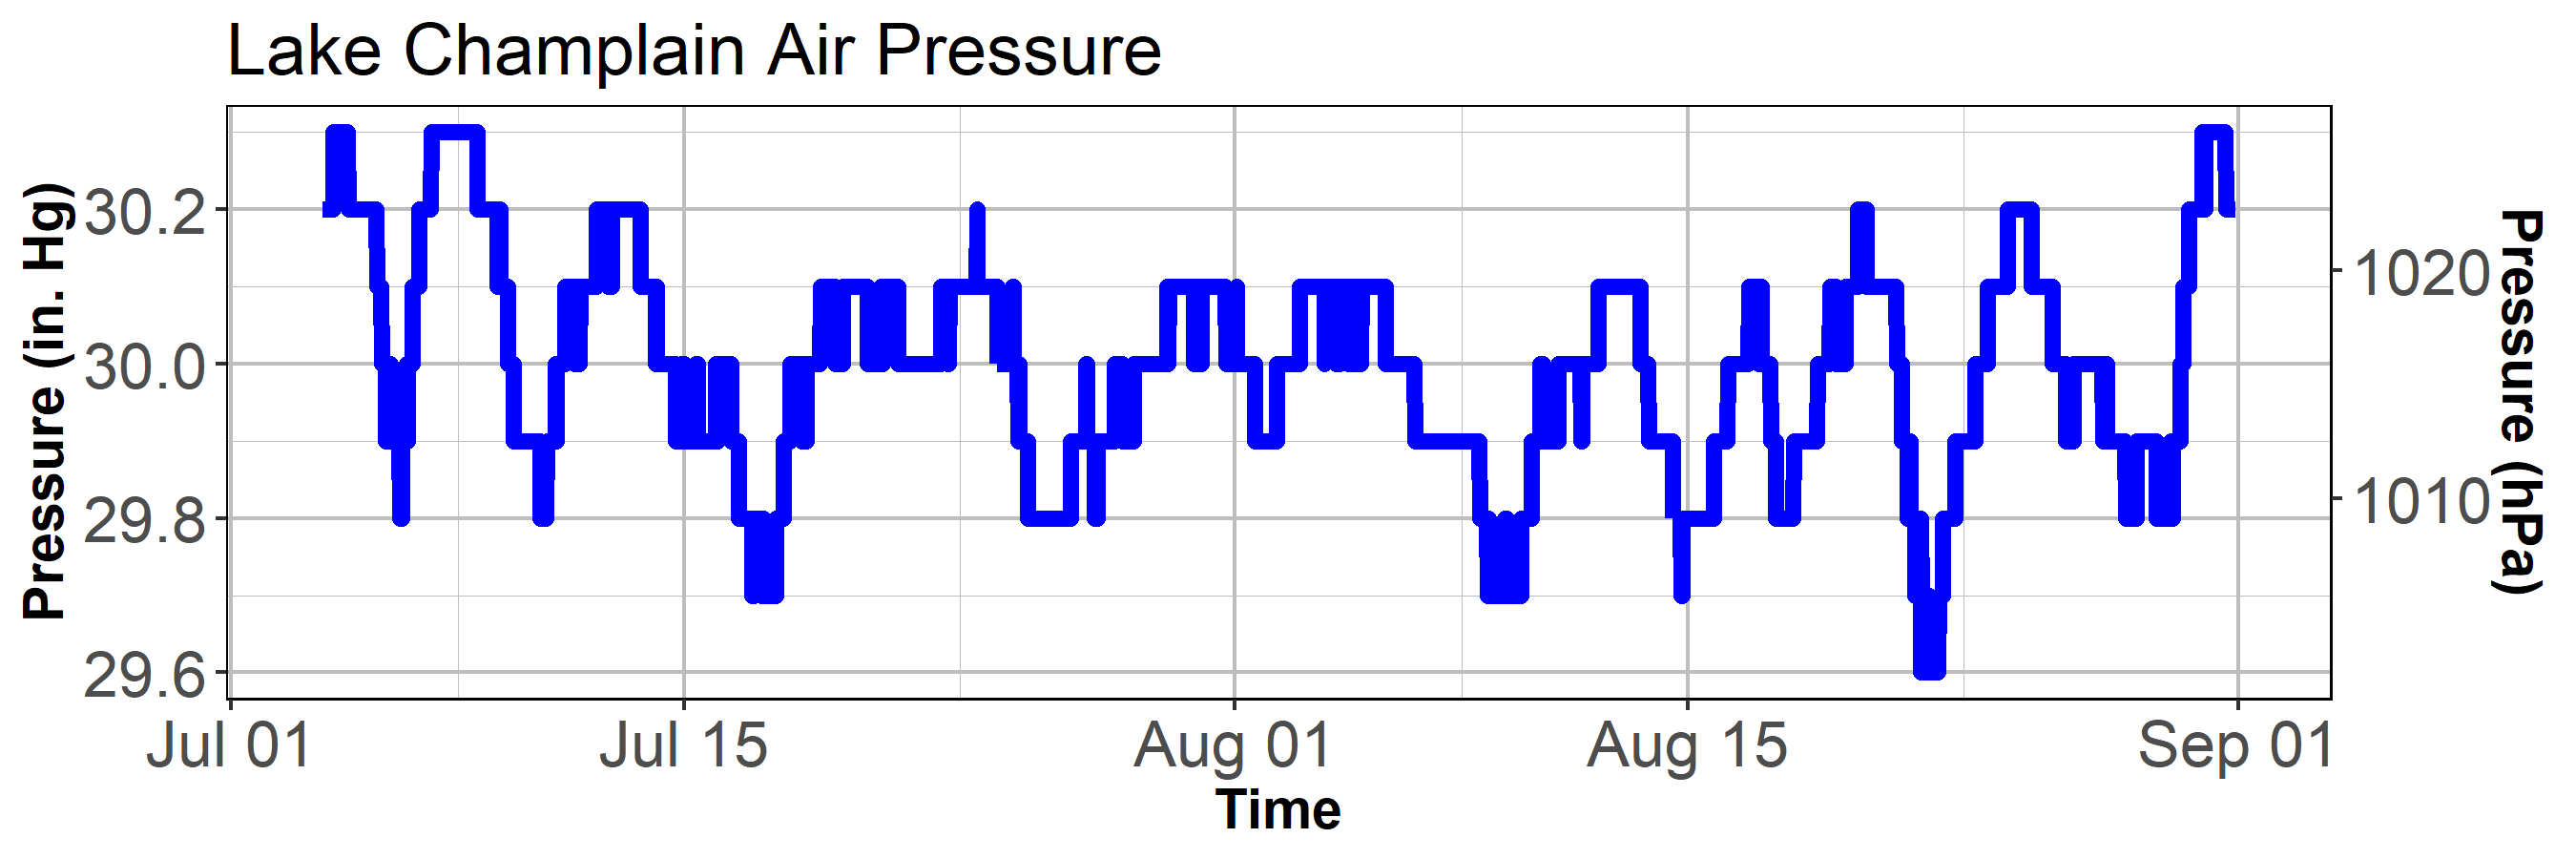 Lake Champlain Air Pressure
Pressure (in. Hg)
30.2
30.0
29.8
29.6
1020
1010
Pressure (hPa)
Jul 01
Jul 15
Aug 01
Aug 15
Sep 01
Time